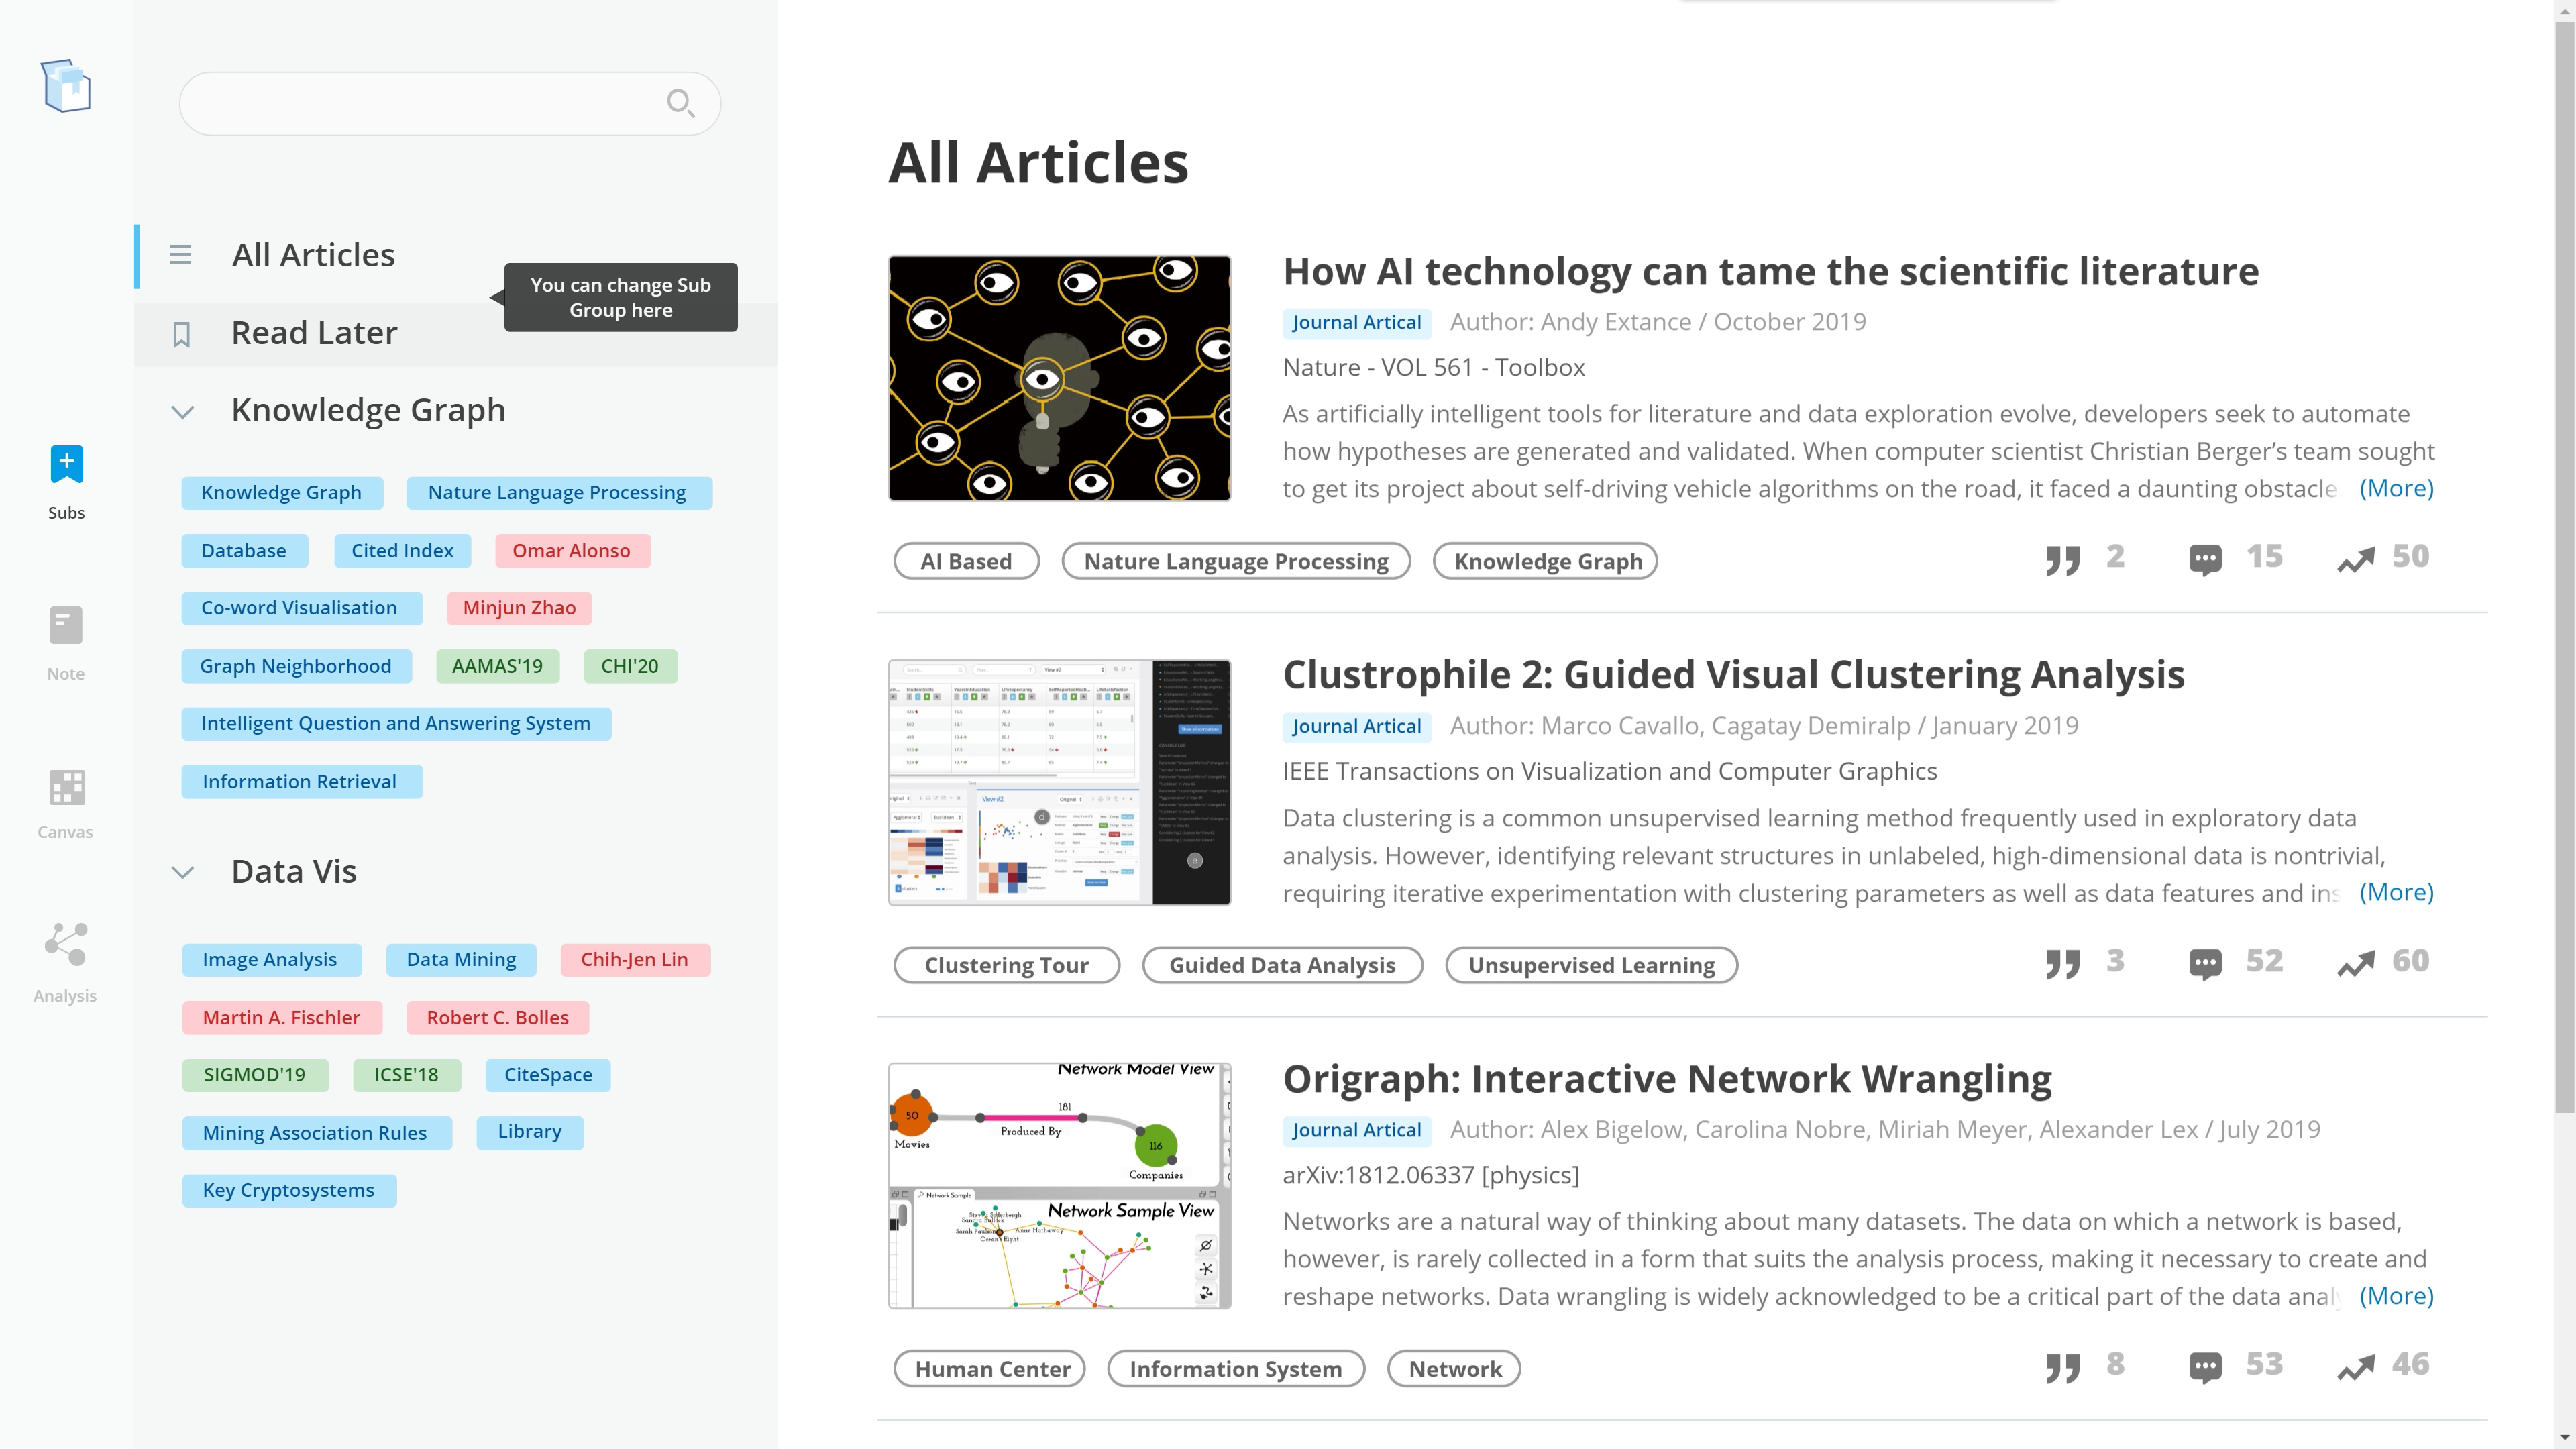 All Articles
You can change Sub
Group here
Read Later
Knowledge Graph
Knowledge Graph
Nature Language Processing
Database
Cited Index
Omar Alonso
Co-word Visualisation
Minjun Zhao
Graph Neighborhood
AAMAS'19
CHI'20
Intelligent Question and Answering System
Information Retrieval
Data Vis
Image Analysis
Data Mining
Chih-Jen Lin
Martin A. Fischler
Robert C. Bolles
SIGMOD'19
ICSE'18
CiteSpace
Mining Association Rules
Library
Key Cryptosystems
Subs
Note
Canvas
Analysis
All Articles
How AI technology can tame the scientific literature
Journal Artical
Author: Andy Extance / October 2019
Nature - VOL 561 - Toolbox
As artificially intelligent tools for literature and data exploration evolve, developers seek to automate
how hypotheses are generated and validated. When computer scientist Christian Berger’s team sought
to get its project about self-driving vehicle algorithms on the road, it faced a daunting obstacle (More)
AI Based
Nature Language Processing
Knowledge Graph
2
15
50
Clustrophile 2: Guided Visual Clustering Analysis
Journal Artical
Author: Marco Cavallo, Cagatay Demiralp / January 2019
IEEE Transactions on Visualization and Computer Graphics
Data clustering is a common unsupervised learning method frequently used in exploratory data
analysis. However, identifying relevant structures in unlabeled, high-dimensional data is nontrivial,
requiring iterative experimentation with clustering parameters as well as data features and ins (More)
View #2
Clustering Tour
Guided Data Analysis
Unsupervised Learning
3
52
60
Network Model View
50
Movies
181
Produced By
116
Companies
Network Sample
Network Sample View
Anne Hathaway
Origraph: Interactive Network Wrangling
Journal Artical
Author: Alex Bigelow, Carolina Nobre, Miriah Meyer, Alexander Lex / July 2019
arXiv:1812.06337 [physics]
Networks are a natural way of thinking about many datasets. The data on which a network is based,
however, is rarely collected in a form that suits the analysis process, making it necessary to create and
reshape networks. Data wrangling is widely acknowledged to be a critical part of the data analy (More)
Human Center
Information System
Network
8
53
46